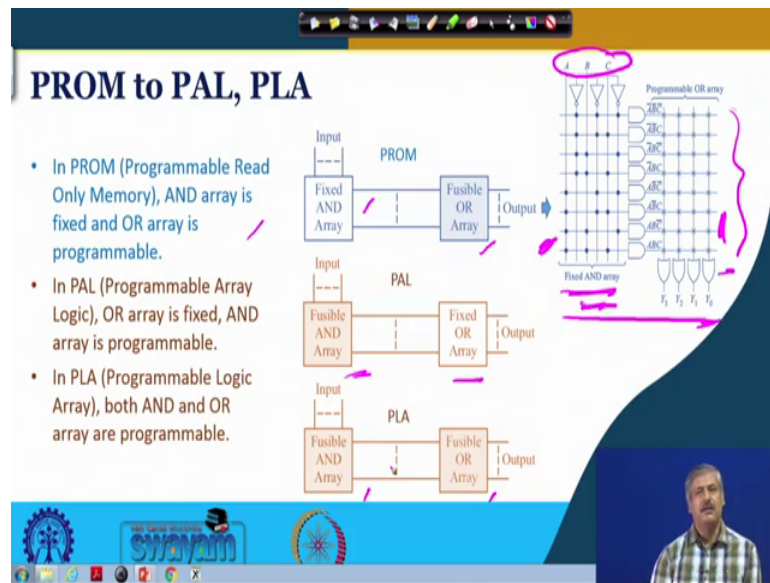 PROM to PAL, PLA
• In PROM (Programmable Read
Only Memory), AND array is
fixed and OR array is
programmable.
• In PAL (Programmable Array
Logic), OR array is fixed, AND
array is programmable.
• In PLA (Programmable Logic
Array), both AND and OR
array are programmable.
Input
PROM
Fixed
AND
Array
Fusible
OR
Array
Output
Input
PAL
Fusible
AND
Array
Fixed
OR
Array
Output
Input
PLA
Fusible
AND
Array
Fusible
OR
Array
Output
A B C
Programmable OR array
ABC
Fixed AND array
Y₃ Y₂ Y₁ Y₀
swayam